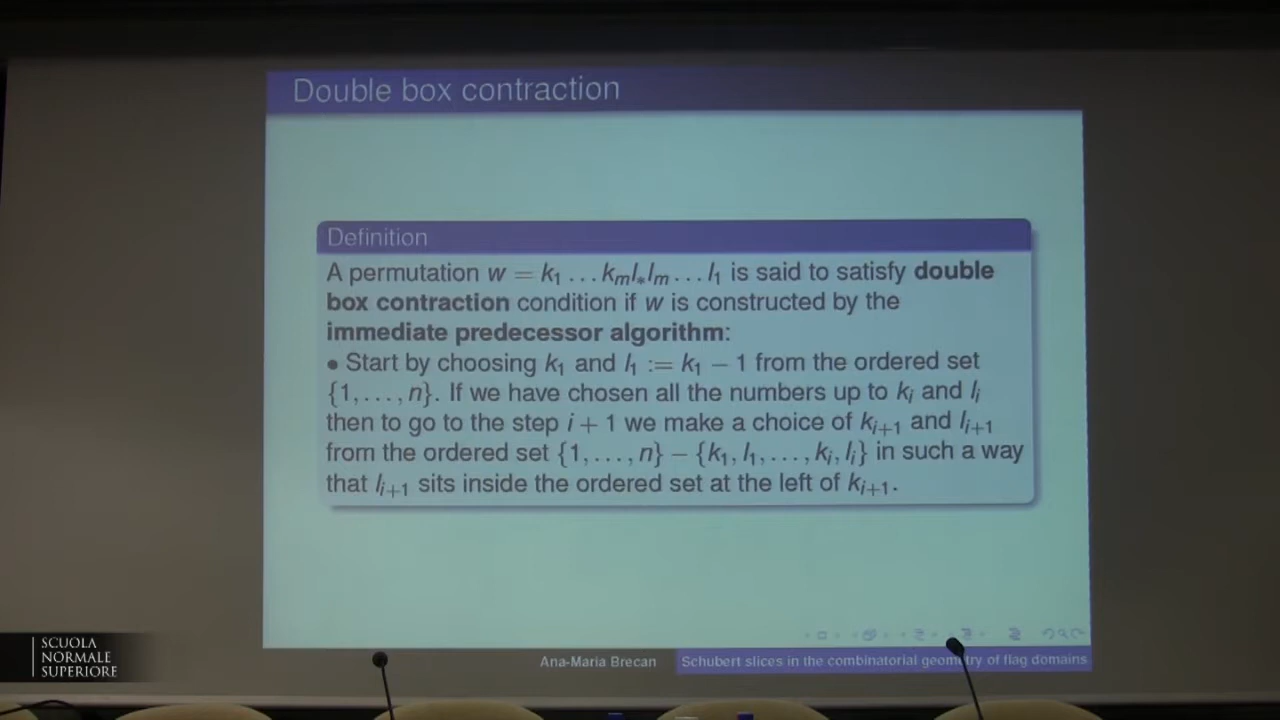 Double box contraction
Definition
A permutation w = k₁ … kₘl*lₘ … l₁ is said to satisfy double
box contraction condition if w is constructed by the
immediate predecessor algorithm:
• Start by choosing k₁ and l₁ := k₁ − 1 from the ordered set
{1, …, n}. If we have chosen all the numbers up to kᵢ and lᵢ
then to go to the step i + 1 we make a choice of kᵢ₊₁ and lᵢ₊₁
from the ordered set {1, …, n} − {k₁, l₁, …, kᵢ, lᵢ} in such a way
that lᵢ₊₁ sits inside the ordered set at the left of kᵢ₊₁.
Ana-Maria Brecan
Schubert slices in the combinatorial geometry of flag domains
SCUOLA
NORMALE
SUPERIORE